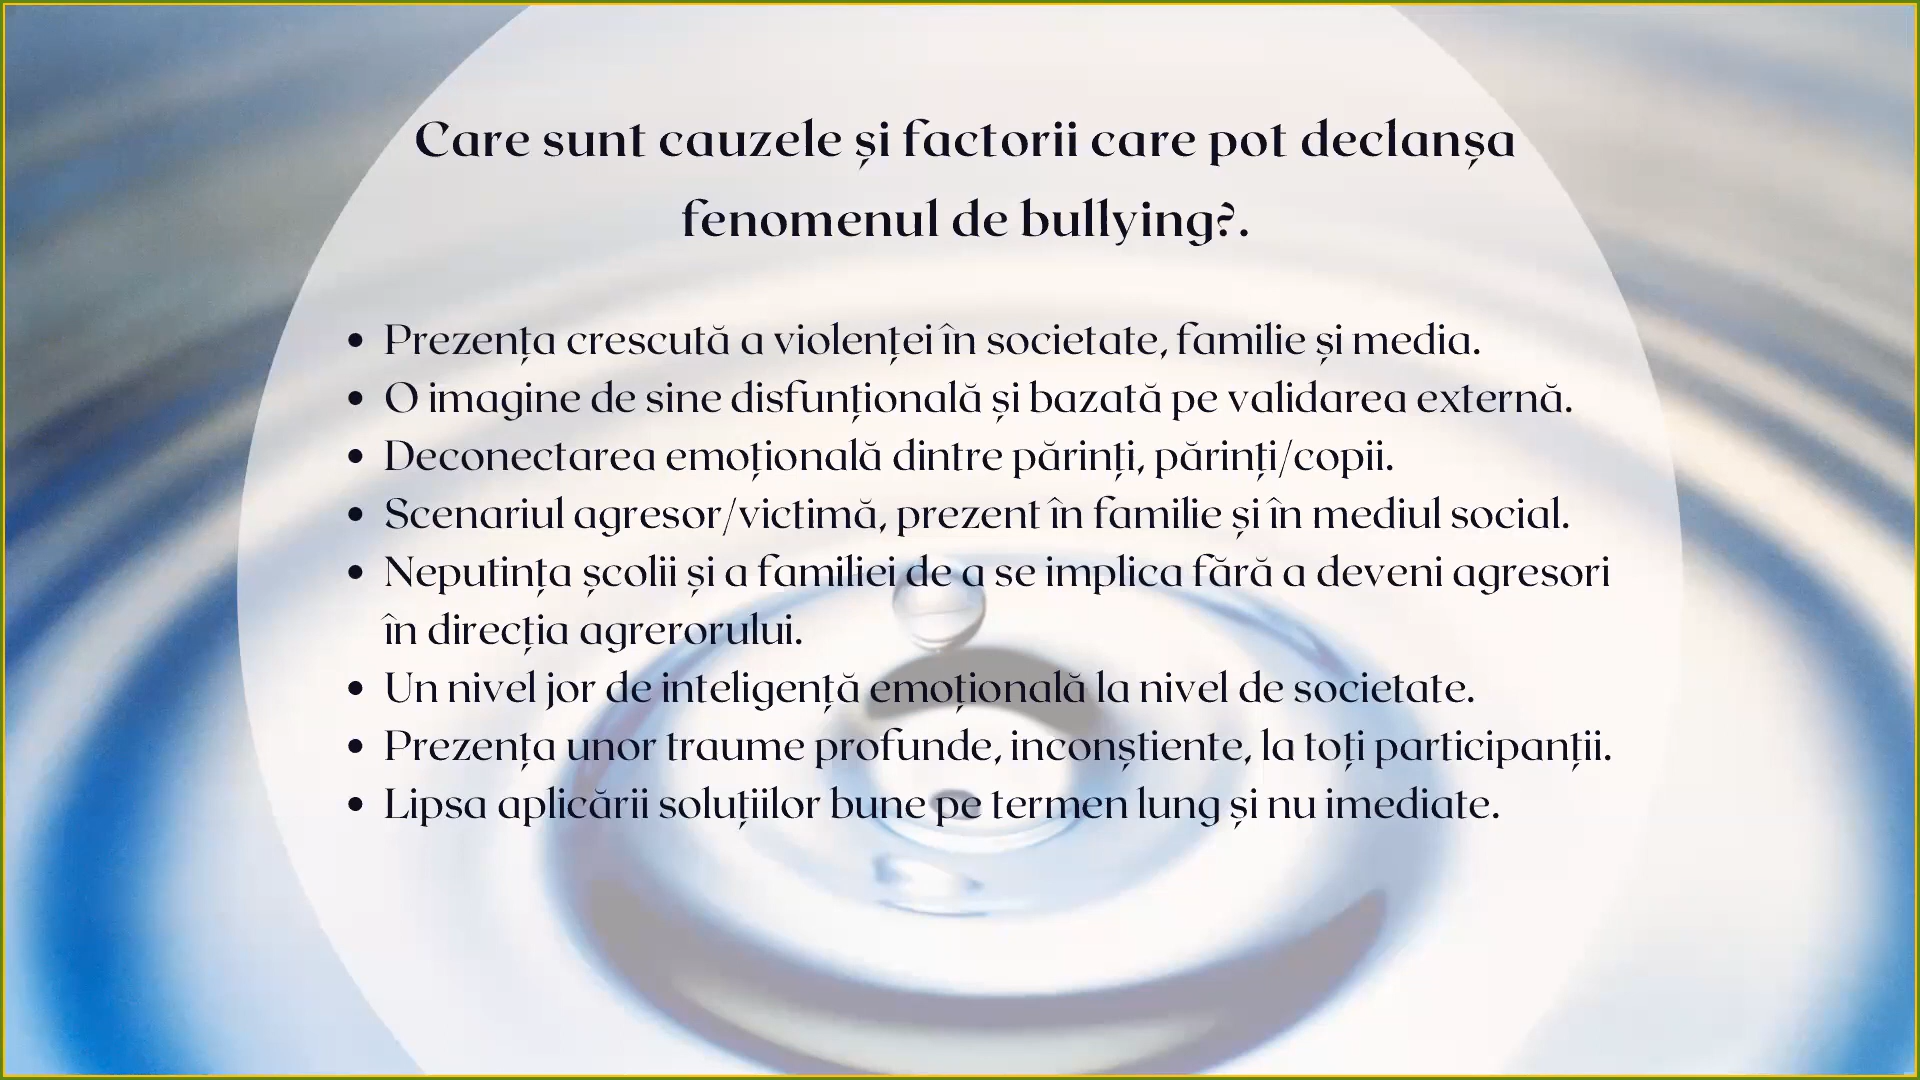 Care sunt cauzele și factorii care pot declanșa
fenomenul de bullying?.
• Prezența crescută a violenței în societate, familie și media.
• O imagine de sine disfuncțională și bazată pe validarea externă.
• Deconectarea emoțională dintre părinți, părinți/copii.
• Scenariul agresor/victimă, prezent în familie și în mediul social.
• Neputința școlii și a familiei de a se implica fără a deveni agresori
în direcția agrerorului.
• Un nivel jor de inteligență emoțională la nivel de societate.
• Prezența unor traume profunde, inconștiente, la toți participanții.
• Lipsa aplicării soluțiilor bune pe termen lung și nu imediate.